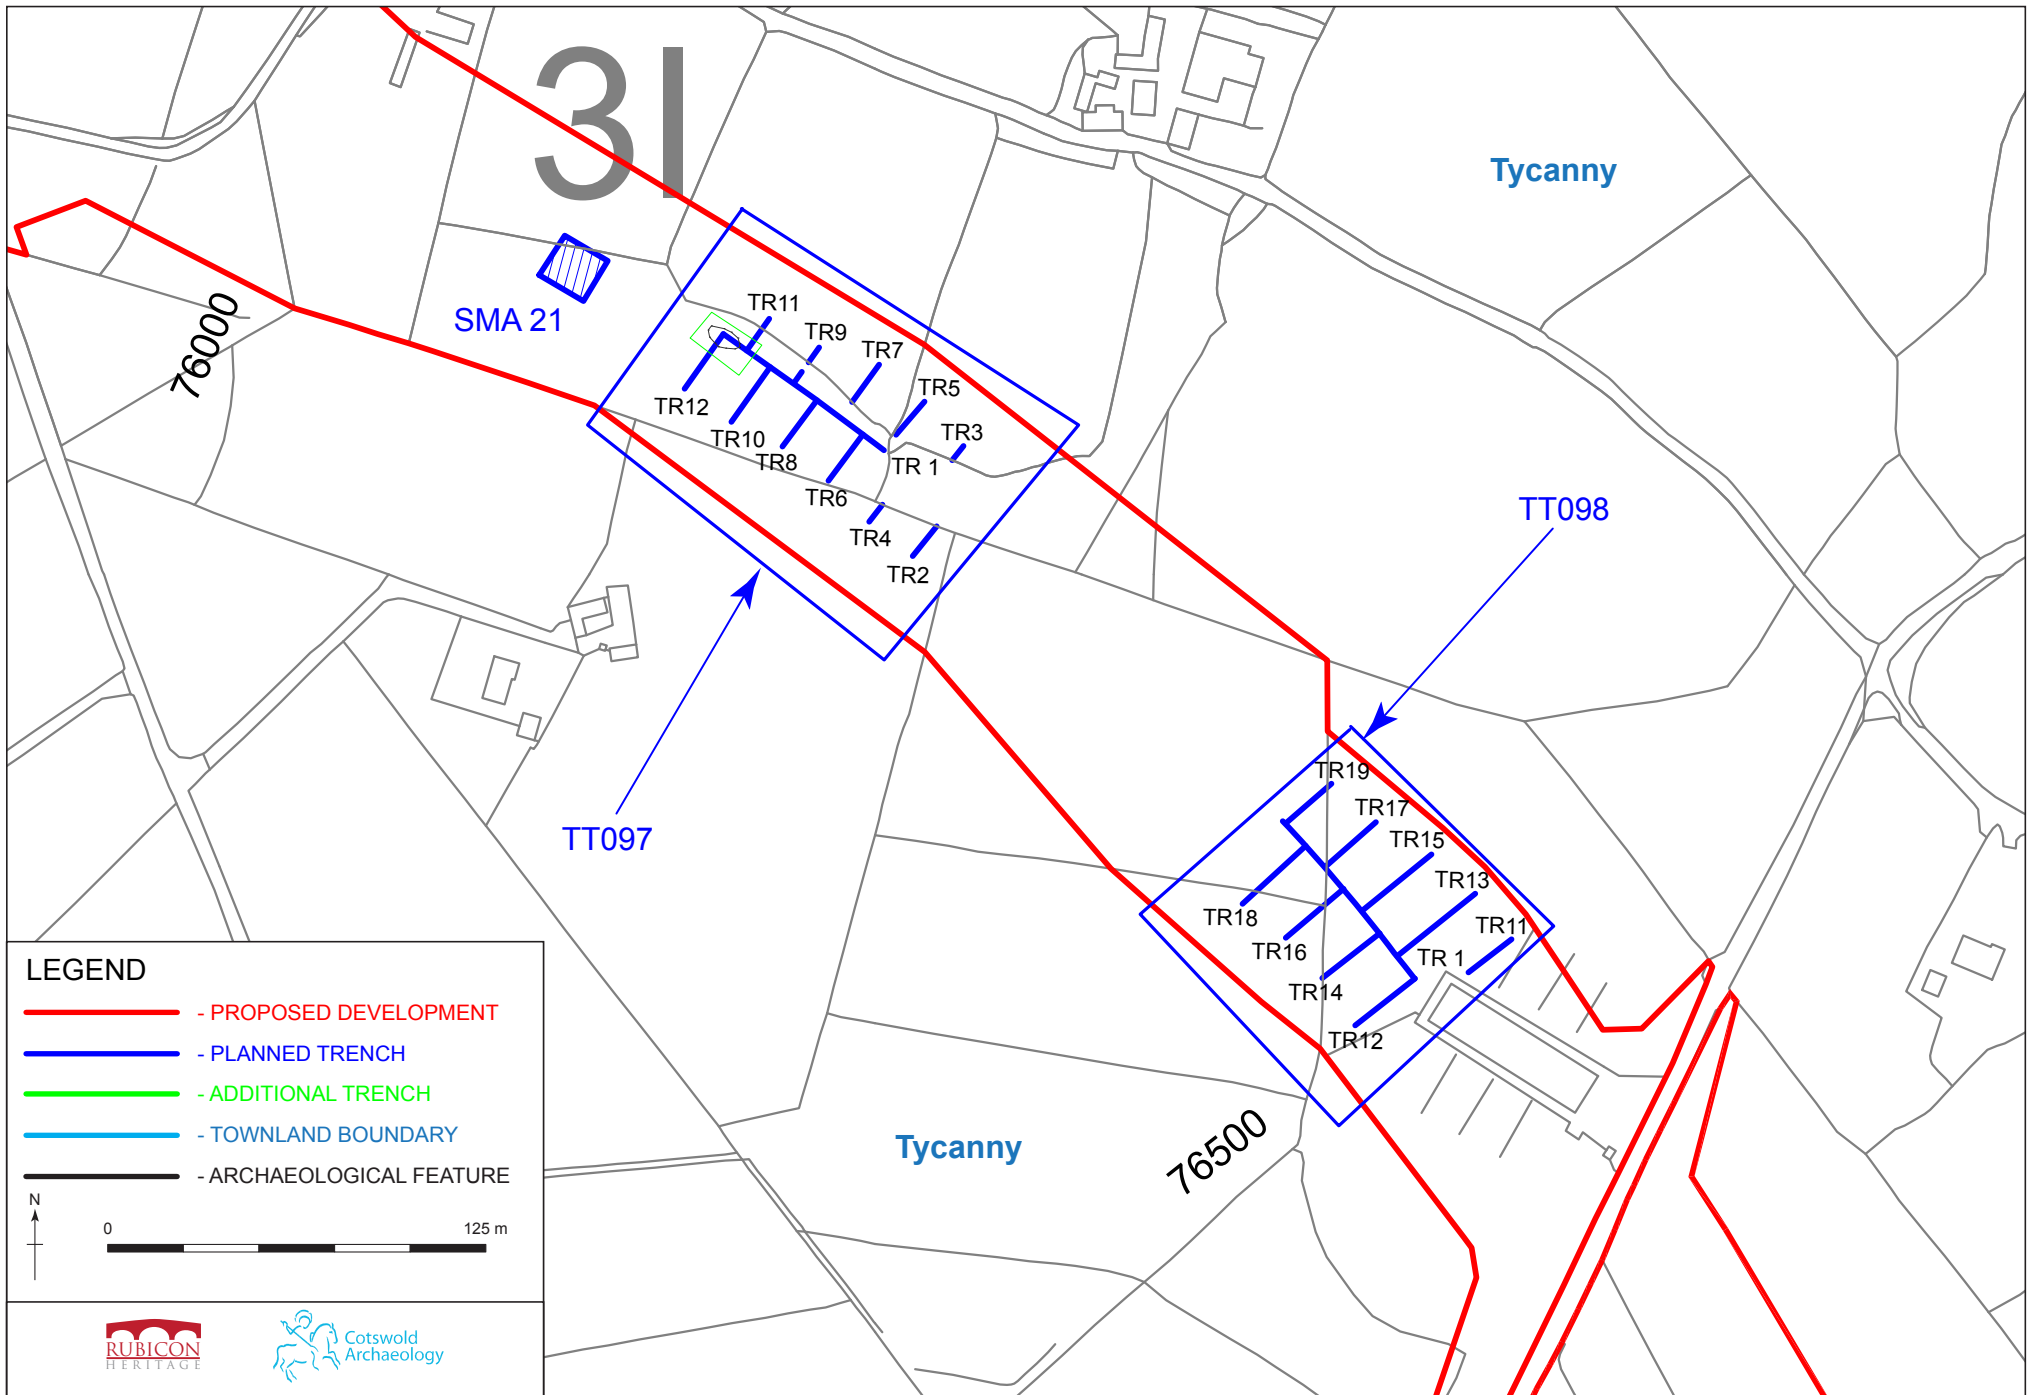 3I
Tycanny
76000
SMA 21
TR11
TR9
TR7
TR5
TR3
TR12
TR10
TR8
TR 1
TR6
TR4
TR2
TT098
TT097
TR19
TR17
TR15
TR13
TR18
TR11
TR16
TR 1
TR14
TR12
Tycanny
76500
LEGEND
- PROPOSED DEVELOPMENT
- PLANNED TRENCH
- ADDITIONAL TRENCH
- TOWNLAND BOUNDARY
- ARCHAEOLOGICAL FEATURE
N
0 125 m
RUBICON
HERITAGE
Cotswold
Archaeology